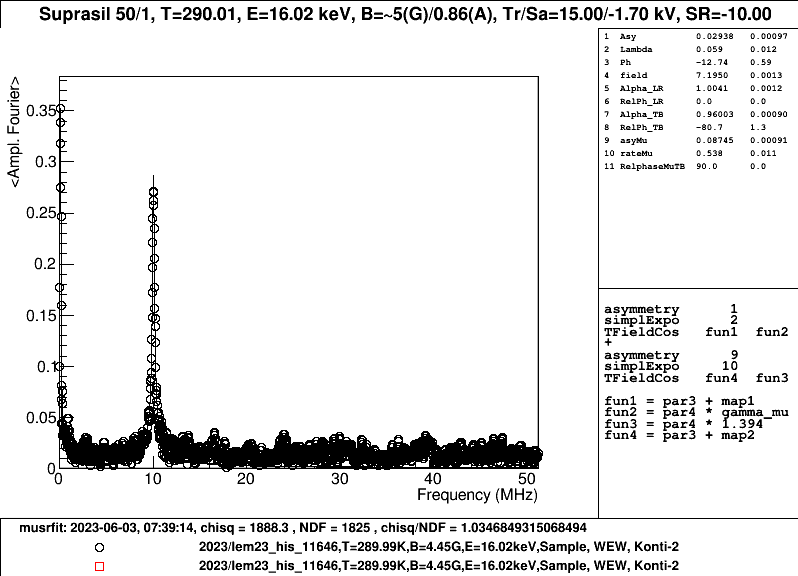 Suprasil 50/1, T=290.01, E=16.02 keV, B=~5(G)/0.86(A), Tr/Sa=15.00/-1.70 kV, SR=-10.00
<Ampl. Fourier>
0.35
0.3
0.25
0.2
0.15
0.1
0.05
0
0 10 20 30 40 50
Frequency (MHz)
1 Asy 0.02938 0.00097
2 Lambda 0.059 0.012
3 Ph -12.74 0.59
4 field 7.1950 0.0013
5 Alpha_LR 1.0041 0.0012
6 RelPh_LR 0.0 0.0
7 Alpha_TB 0.96003 0.00090
8 RelPh_TB -80.7 1.3
9 asyMu 0.08745 0.00091
10 rateMu 0.538 0.011
11 RelphaseMuTB 90.0 0.0
asymmetry 1
simplExpo 2
TFieldCos fun1 fun2
+
asymmetry 9
simplExpo 10
TFieldCos fun4 fun3
fun1 = par3 + map1
fun2 = par4 * gamma_mu
fun3 = par4 * 1.394
fun4 = par3 + map2
musrfit: 2023-06-03, 07:39:14, chisq = 1888.3 , NDF = 1825 , chisq/NDF = 1.0346849315068494
2023/lem23_his_11646,T=289.99K,B=4.45G,E=16.02keV,Sample, WEW, Konti-2
2023/lem23_his_11646,T=289.99K,B=4.45G,E=16.02keV,Sample, WEW, Konti-2